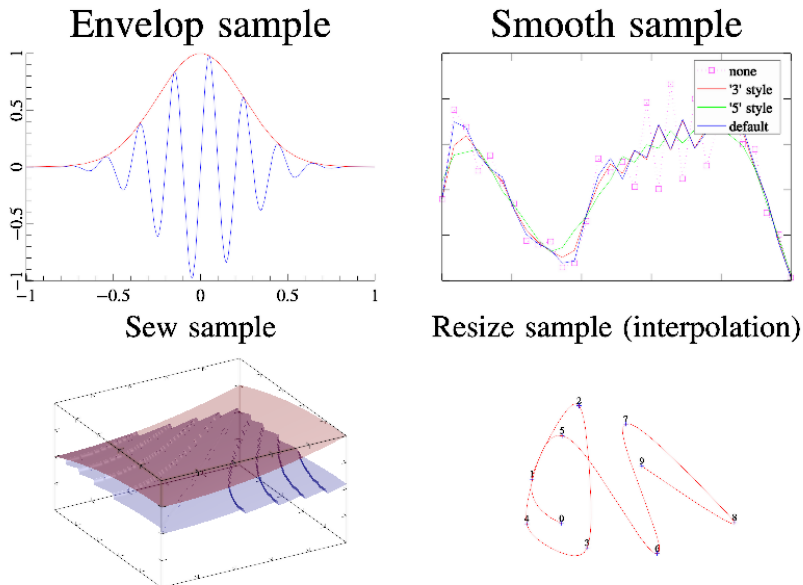 Envelop sample
1
0.5
0
−0.5
−1
−1
−0.5
0
0.5
1
Smooth sample
none
'3' style
'5' style
default
Sew sample
Resize sample (interpolation)
2
7
5
9
1
4
0
8
3
6